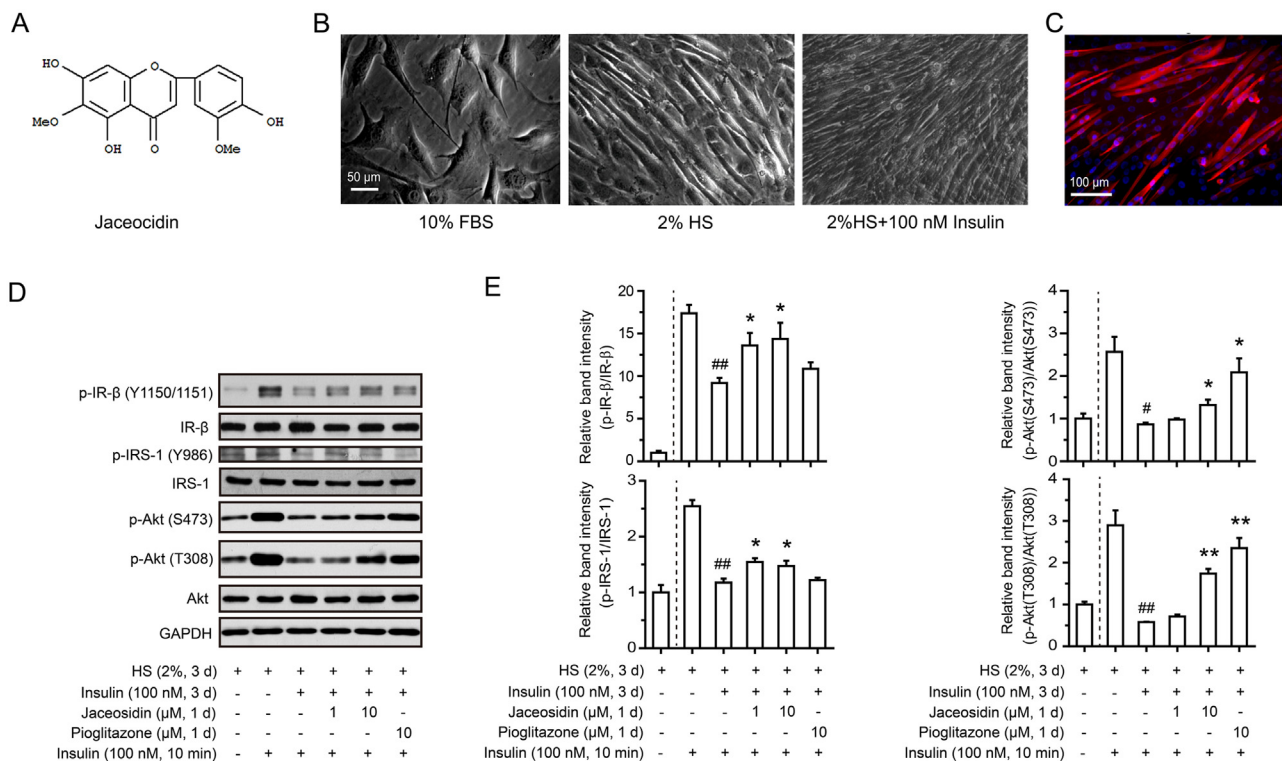 A
HO
O
MeO
OH
O
OMe
OH
Jaceocidin
B
50 µm
10% FBS
2% HS
2%HS+100 nM Insulin
C
100 µm
D
p-IR-β (Y1150/1151)
IR-β
p-IRS-1 (Y986)
IRS-1
p-Akt (S473)
p-Akt (T308)
Akt
GAPDH
HS (2%, 3 d) + + + + + +
Insulin (100 nM, 3 d) - - + + + +
Jaceosidin (µM, 1 d) - - - 1 10 -
Pioglitazone (µM, 1 d) - - - - - 10
Insulin (100 nM, 10 min) - + + + + +
E
Relative band intensity
(p-IR-β/IR-β)
20
15
10
5
0
##
*
*
Relative band intensity
(p-IRS-1/IRS-1)
3
2
1
0
##
*
*
HS (2%, 3 d) + + + + + +
Insulin (100 nM, 3 d) - - + + + +
Jaceosidin (µM, 1 d) - - - 1 10 -
Pioglitazone (µM, 1 d) - - - - - 10
Insulin (100 nM, 10 min) - + + + + +
Relative band intensity
(p-Akt(S473)/Akt(S473))
4
3
2
1
0
#
*
*
Relative band intensity
(p-Akt(T308)/Akt(T308))
4
3
2
1
0
##
**
**
HS (2%, 3 d) + + + + + +
Insulin (100 nM, 3 d) - - + + + +
Jaceosidin (µM, 1 d) - - - 1 10 -
Pioglitazone (µM, 1 d) - - - - - 10
Insulin (100 nM, 10 min) - + + + + +